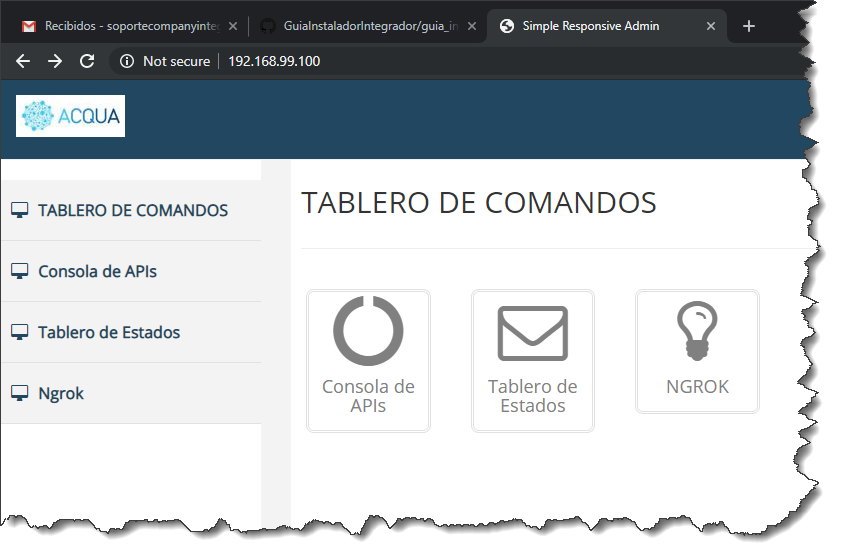 Recibidos - soportecompanyinteg
GuiaInstaladorIntegrador/guia_in
Simple Responsive Admin
Not secure
192.168.99.100
ACQUA
TABLERO DE COMANDOS
Consola de APIs
Tablero de Estados
Ngrok
TABLERO DE COMANDOS
Consola de
APIs
Tablero de
Estados
NGROK